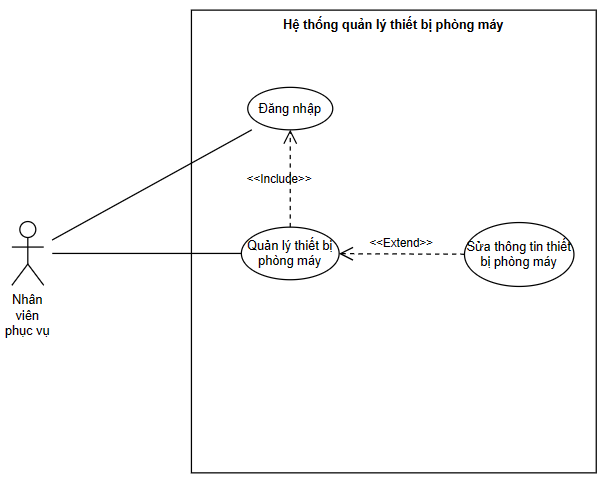 Hệ thống quản lý thiết bị phòng máy
Đăng nhập
<<Include>>
Quản lý thiết bị
phòng máy
<<Extend>>
Sửa thông tin thiết
bị phòng máy
Nhân
viên
phục vụ